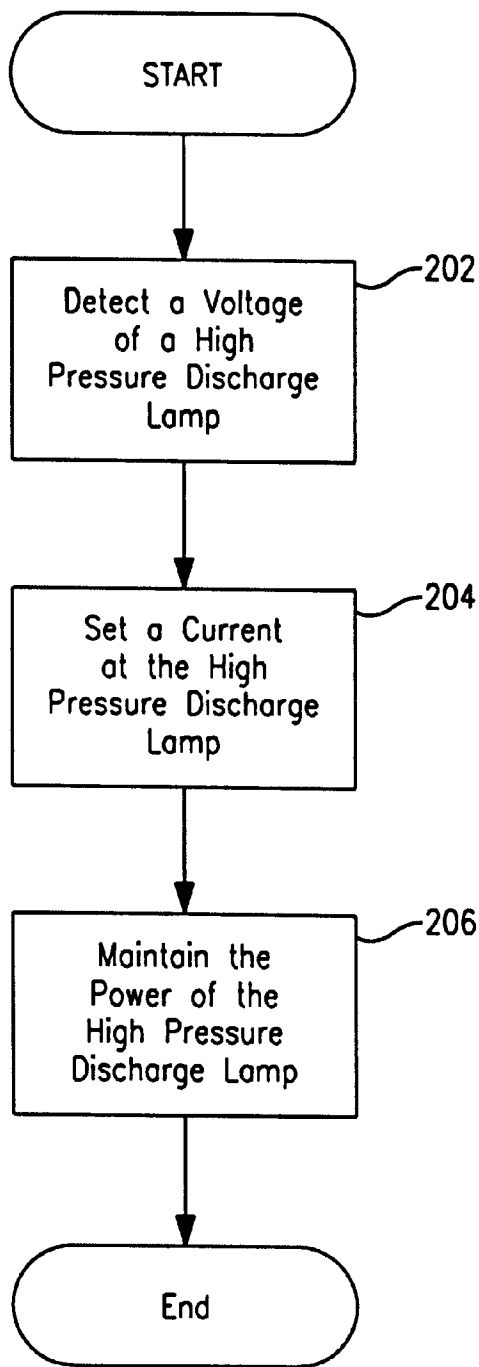 START
202
Detect a Voltage
of a High
Pressure Discharge
Lamp
204
Set a Current
at the High
Pressure Discharge
Lamp
206
Maintain the
Power of the
High Pressure
Discharge Lamp
End